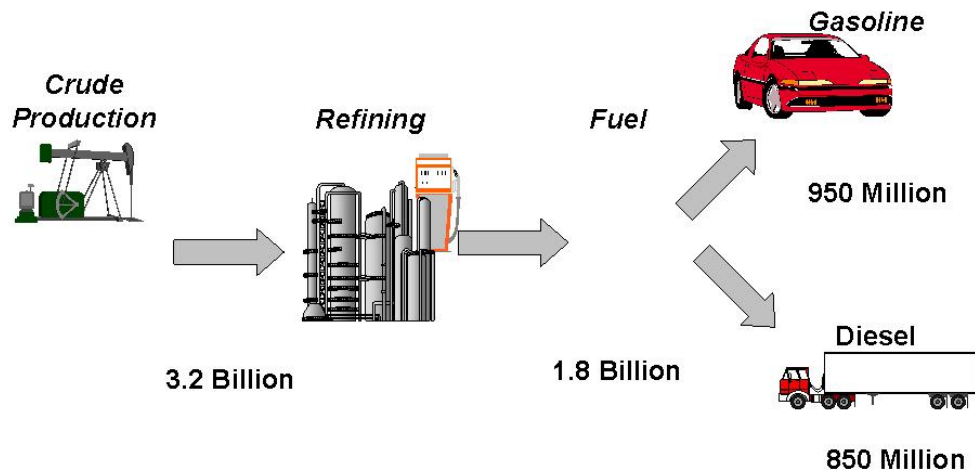 Gasoline
Crude
Production
Refining
Fuel
950 Million
Diesel
3.2 Billion
1.8 Billion
850 Million